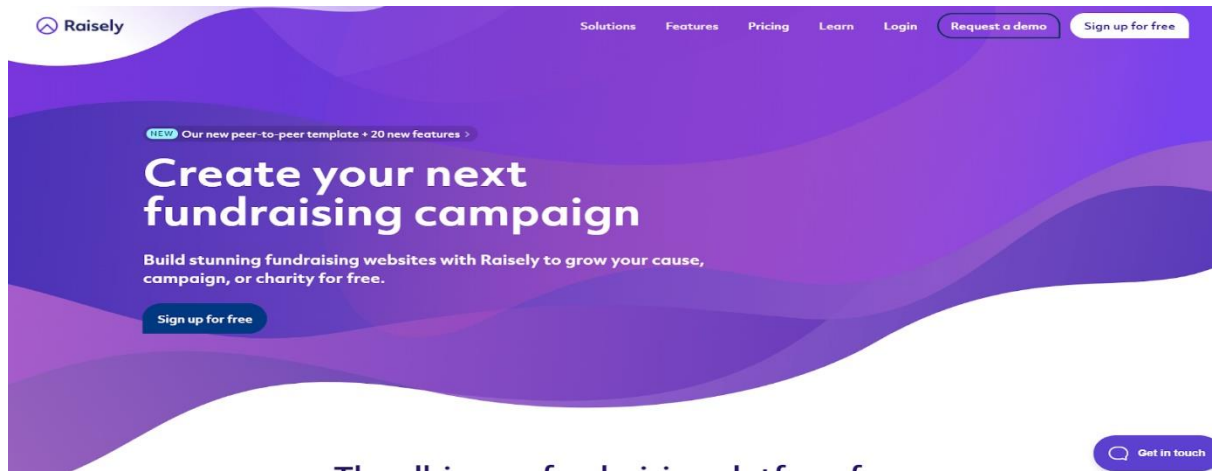 Raisely
Solutions Features Pricing Learn Login Request a demo Sign up for free
NEW Our new peer-to-peer template + 20 new features >
Create your next
fundraising campaign
Build stunning fundraising websites with Raisely to grow your cause,
campaign, or charity for free.
Sign up for free
Get in touch